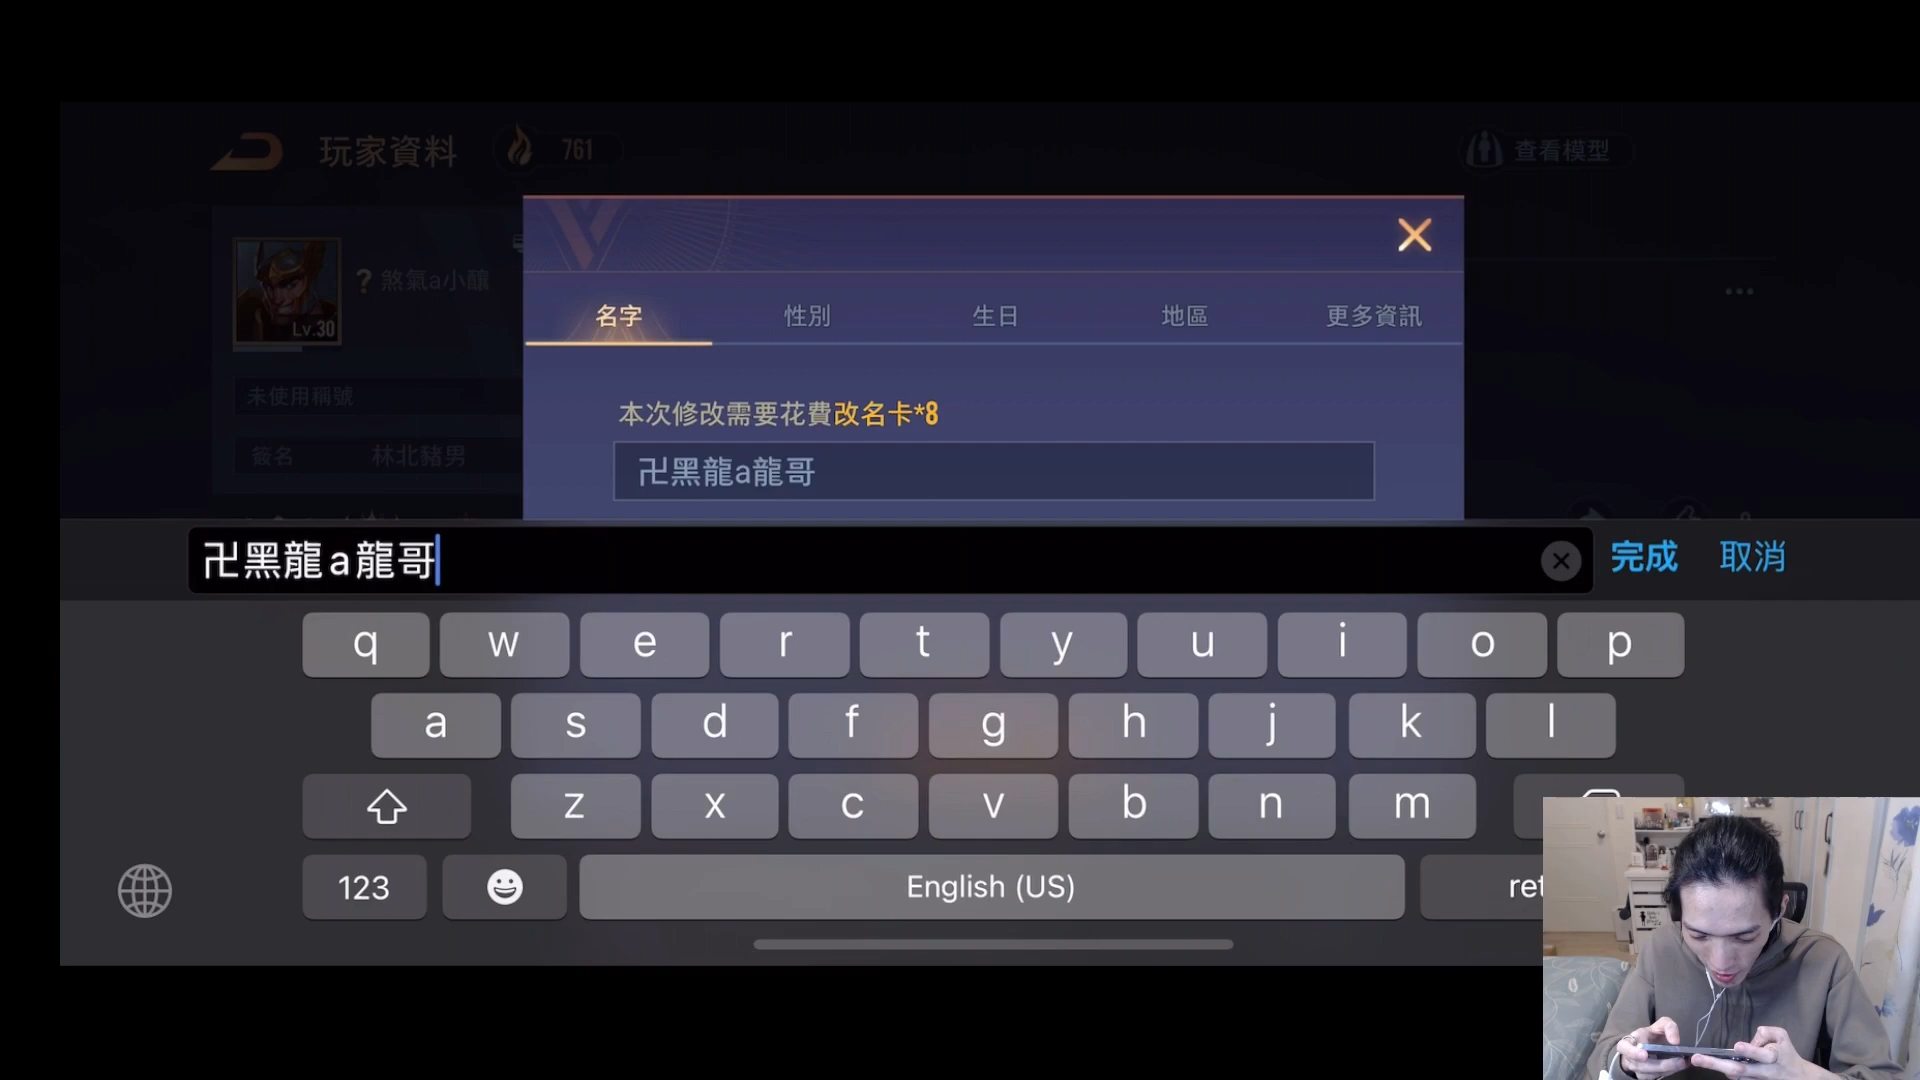 玩家資料
761
查看模型
Lv.30
? 煞氣a小釀
名字
性別
生日
地區
更多資訊
未使用稱號
本次修改需要花費改名卡*8
簽名
林北豬男
卍黑龍a龍哥
卍黑龍a龍哥
完成
取消
q w e r t y u i o p
a s d f g h j k l
z x c v b n m
123
English (US)
ret